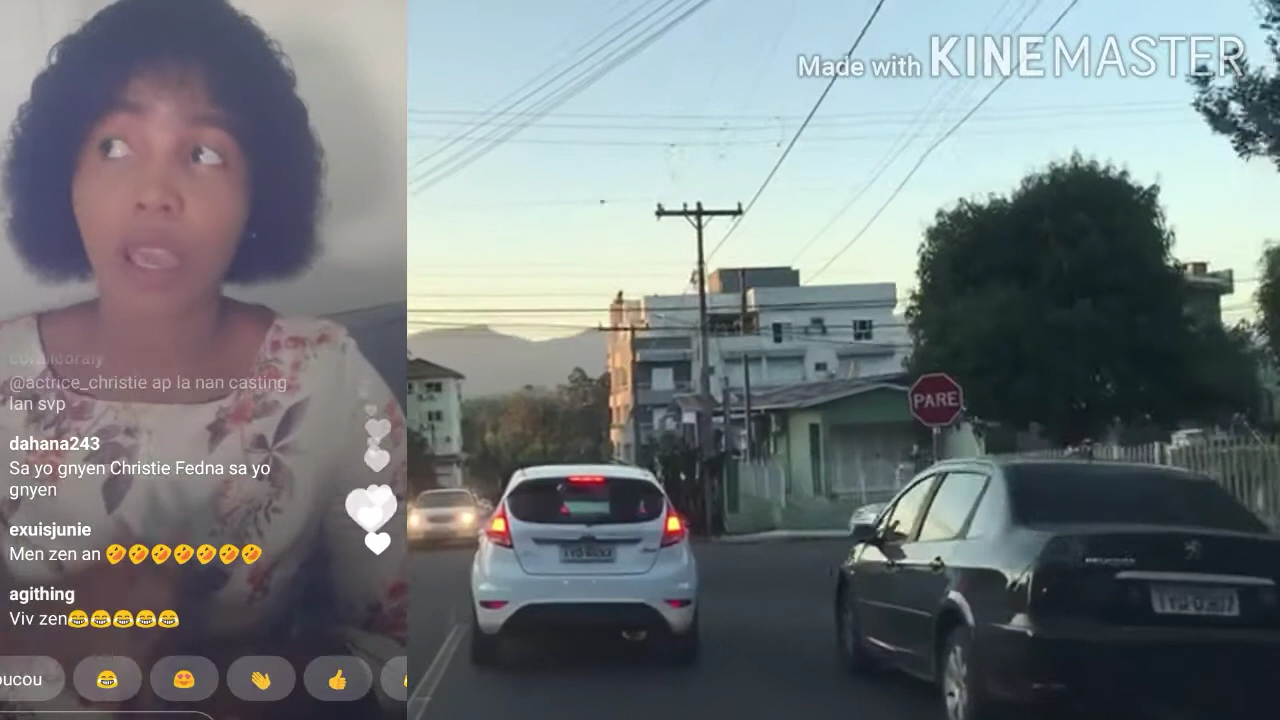 Made with KINEMASTER
PARE
@actrice_christie ap la nan casting
lan svp
dahana243
Sa yo gnyen Christie Fedna sa yo
gnyen
exuisjunie
Men zen an 🤣🤣🤣🤣🤣🤣🤣
agithing
Viv zen😂😂😂😂😂